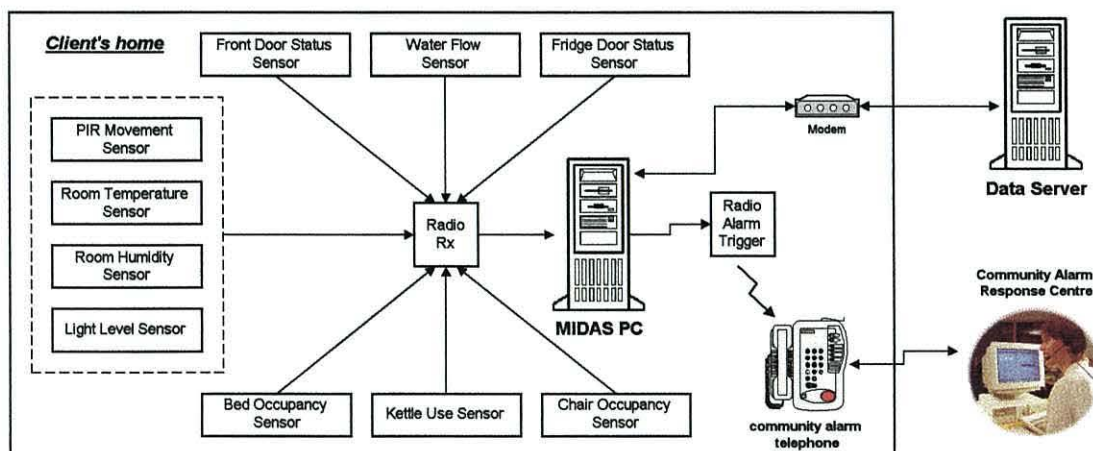 Client's home
Front Door Status
Sensor
Water Flow
Sensor
Fridge Door Status
Sensor
PIR Movement
Sensor
Room Temperature
Sensor
Room Humidity
Sensor
Light Level Sensor
Radio
Rx
MIDAS PC
Modem
Radio
Alarm
Trigger
Data Server
Community Alarm
Response Centre
Bed Occupancy
Sensor
Kettle Use Sensor
Chair Occupancy
Sensor
community alarm
telephone